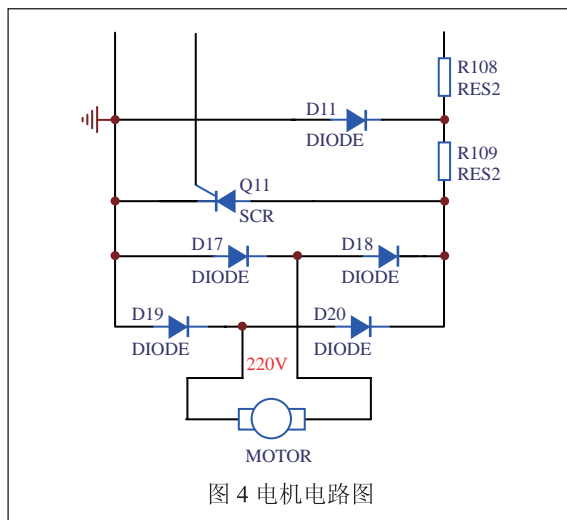 R108
RES2
D11
DIODE
R109
RES2
Q11
SCR
D17
DIODE
D18
DIODE
D19
DIODE
D20
DIODE
220V
MOTOR
图 4 电机电路图